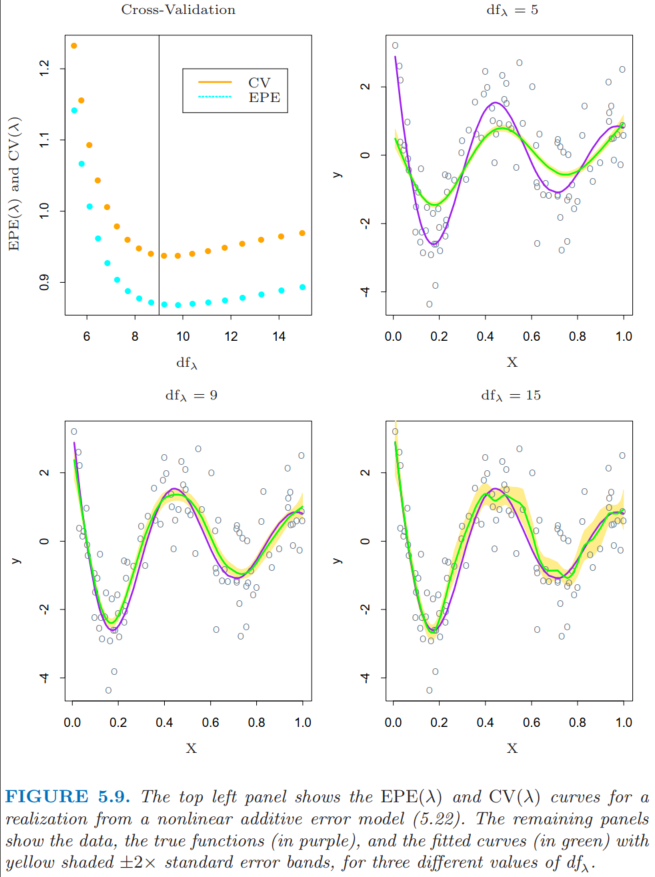 Cross-Validation
EPE(λ) and CV(λ)
1.2
1.1
1.0
0.9
CV
EPE
6 8 10 12 14
dfλ
dfλ = 5
y
2
0
-2
-4
0.0 0.2 0.4 0.6 0.8 1.0
X
dfλ = 9
y
2
0
-2
-4
0.0 0.2 0.4 0.6 0.8 1.0
X
dfλ = 15
y
2
0
-2
-4
0.0 0.2 0.4 0.6 0.8 1.0
X
FIGURE 5.9. The top left panel shows the EPE(λ) and CV(λ) curves for a
realization from a nonlinear additive error model (5.22). The remaining panels
show the data, the true functions (in purple), and the fitted curves (in green) with
yellow shaded ±2× standard error bands, for three different values of dfλ.